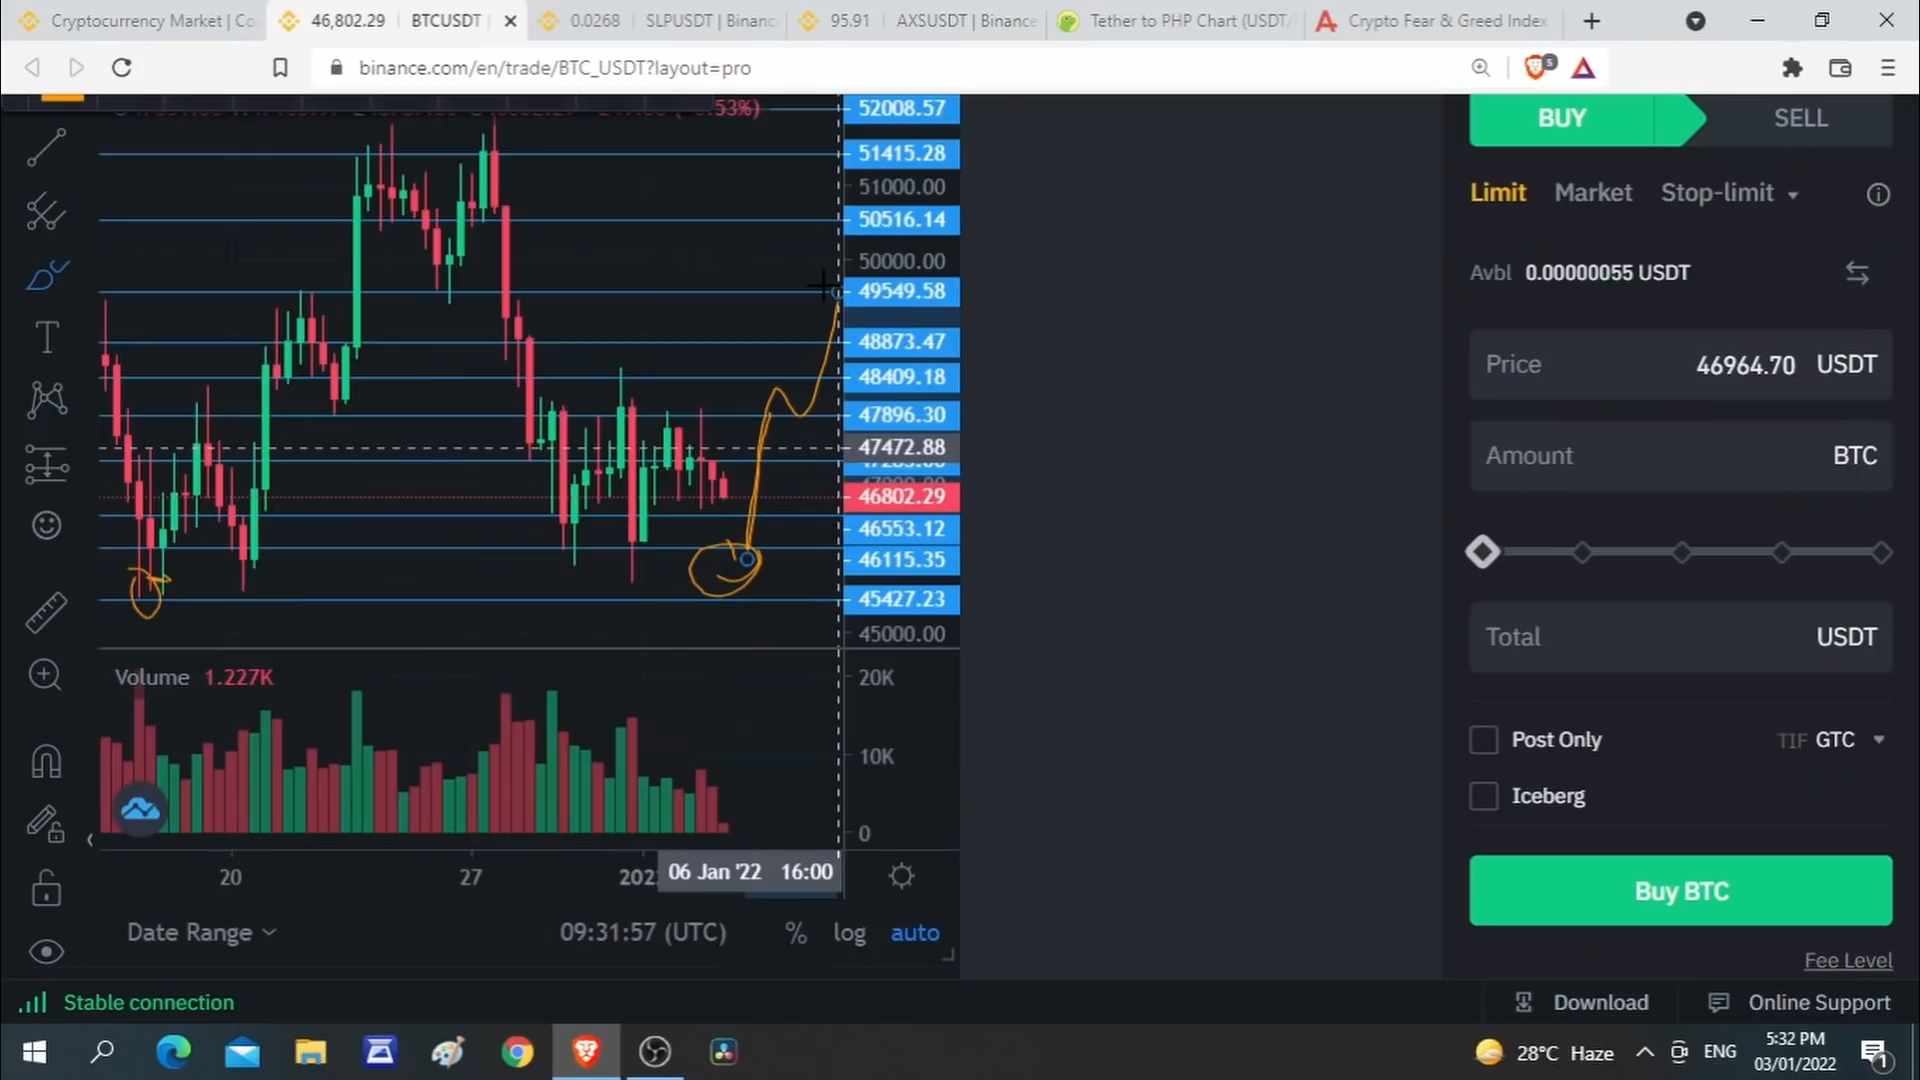 Cryptocurrency Market | Co
46,802.29 | BTCUSDT |
0.0268 SLPUSDT | Binanc
95.91 AXSUSDT | Binance
Tether to PHP Chart (USDT/
Crypto Fear & Greed Index
binance.com/en/trade/BTC_USDT?layout=pro
5
53%)
52008.57
51415.28
51000.00
50516.14
50000.00
49549.58
48873.47
48409.18
47896.30
47472.88
46802.29
46553.12
46115.35
45427.23
45000.00
Volume 1.227K
20K
10K
0
20
27
202
06 Jan '22 16:00
Date Range
09:31:57 (UTC)
%
log
auto
BUY
SELL
Limit
Market
Stop-limit
Avbl 0.00000055 USDT
Price 46964.70 USDT
Amount BTC
Total USDT
Post Only
TIF GTC
Iceberg
Buy BTC
Fee Level
Stable connection
Download
Online Support
28°C Haze
ENG
5:32 PM
03/01/2022
1